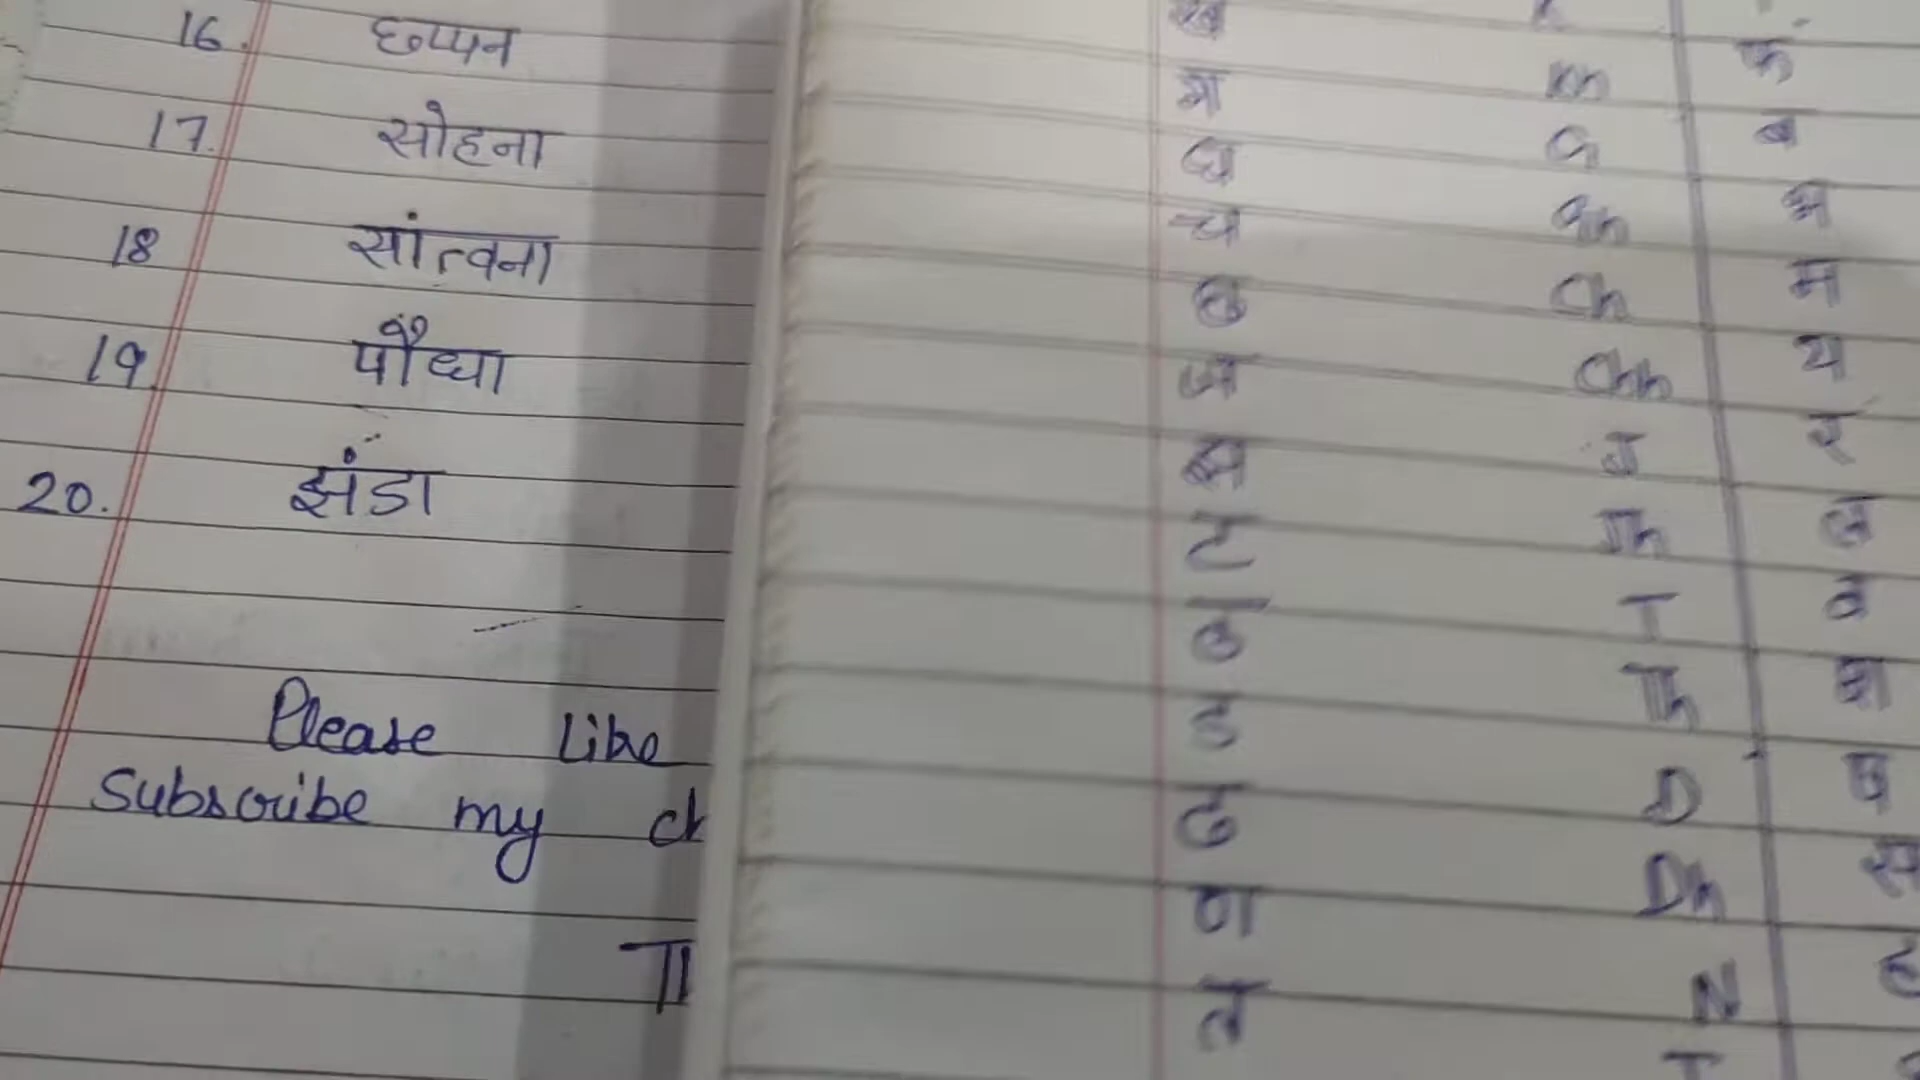 16. छप्पन
17. सोहना
18 सांत्वना
19. पौधा
20. झंडा
Please Like
Subscribe my ch
ख
ग Kh
घ G
च Gh
छ Ch
ज Chh
झ J
ट Jh
ठ T
ड Th
ढ D
ण Dh
त N
T
फ
ब
भ
म
य
र
ल
व
श
ष
स
ह